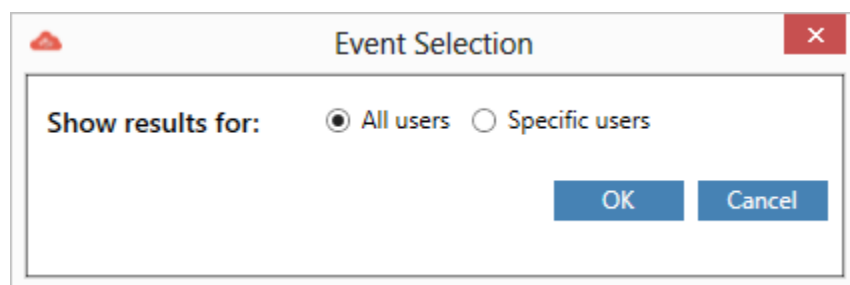 Event Selection
Show results for: All users Specific users
OK Cancel